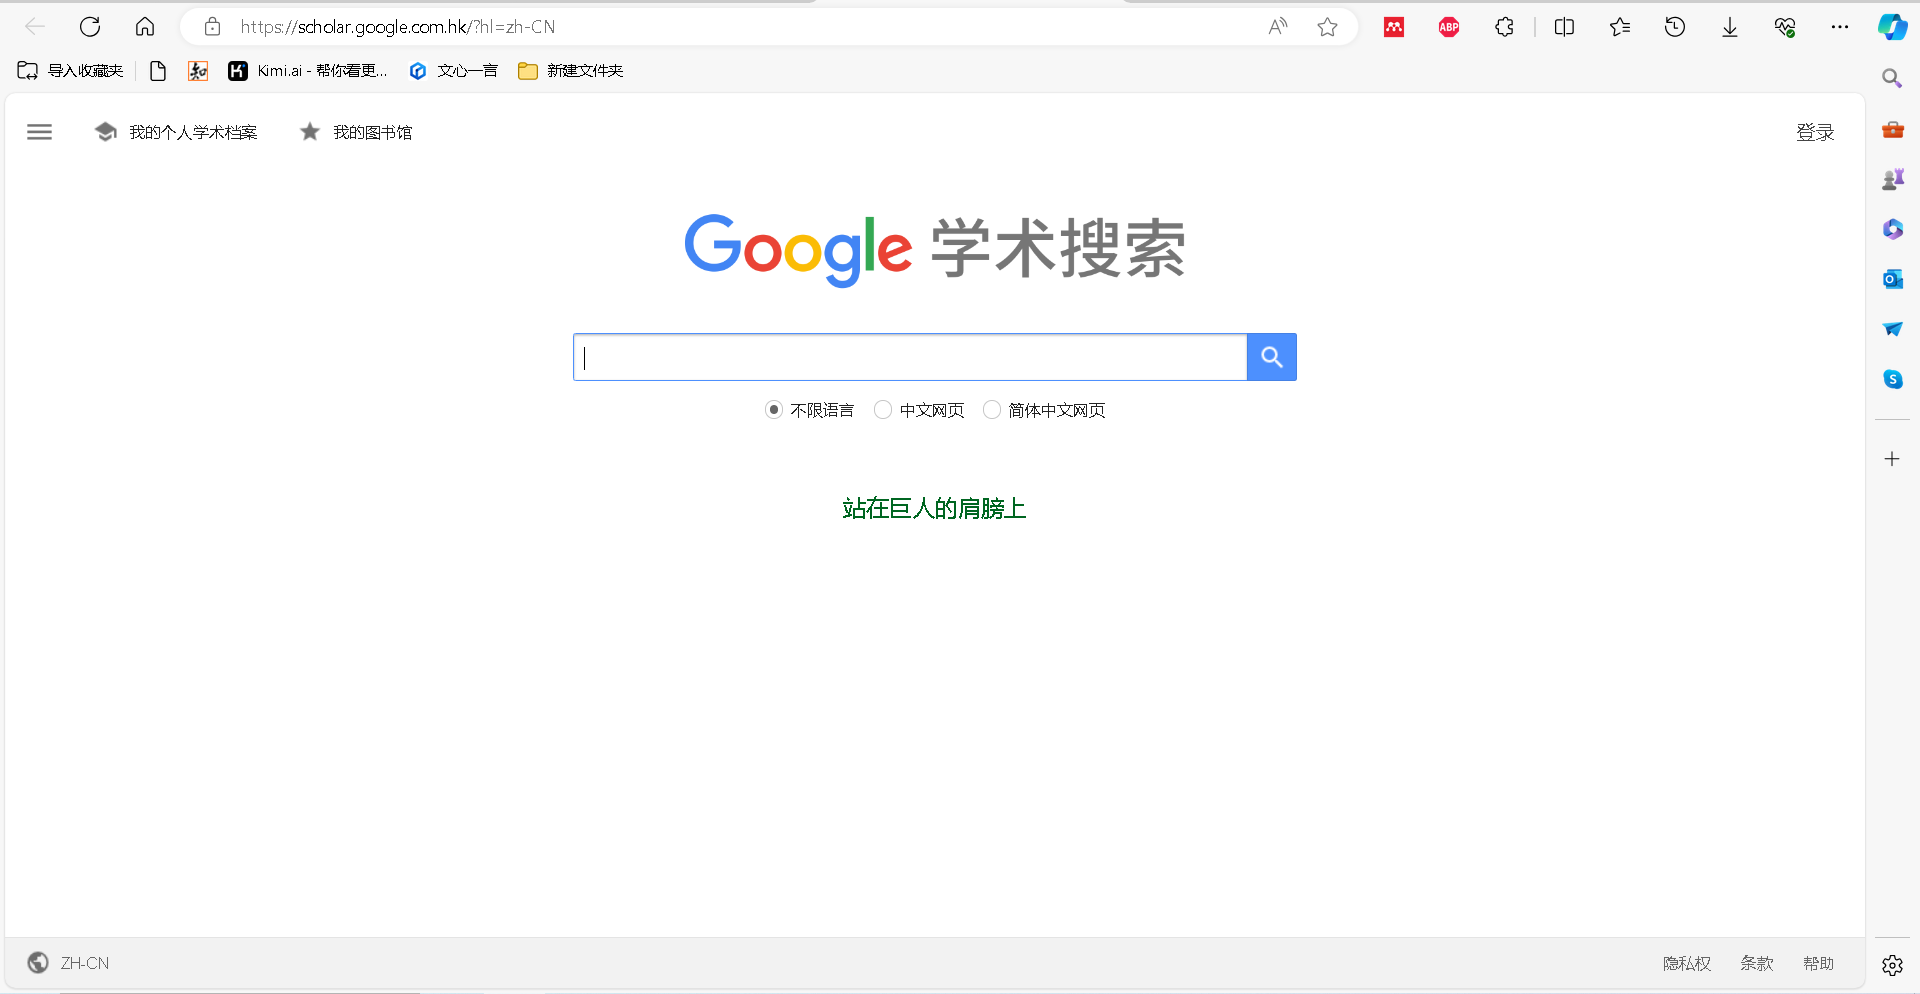 https://scholar.google.com.hk/?hl=zh-CN
ABP
导入收藏夹
知
Kimi.ai - 帮你看更...
文心一言
新建文件夹
我的个人学术档案
我的图书馆
登录
Google 学术搜索
不限语言
中文网页
简体中文网页
站在巨人的肩膀上
ZH-CN
隐私权
条款
帮助